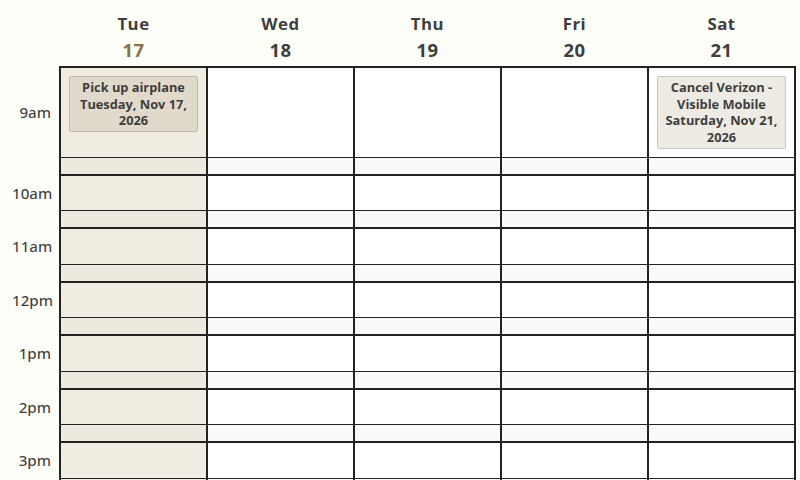 Tue Wed Thu Fri Sat
17 18 19 20 21
9am
Pick up airplane
Tuesday, Nov 17,
2026
Cancel Verizon -
Visible Mobile
Saturday, Nov 21,
2026
10am
11am
12pm
1pm
2pm
3pm